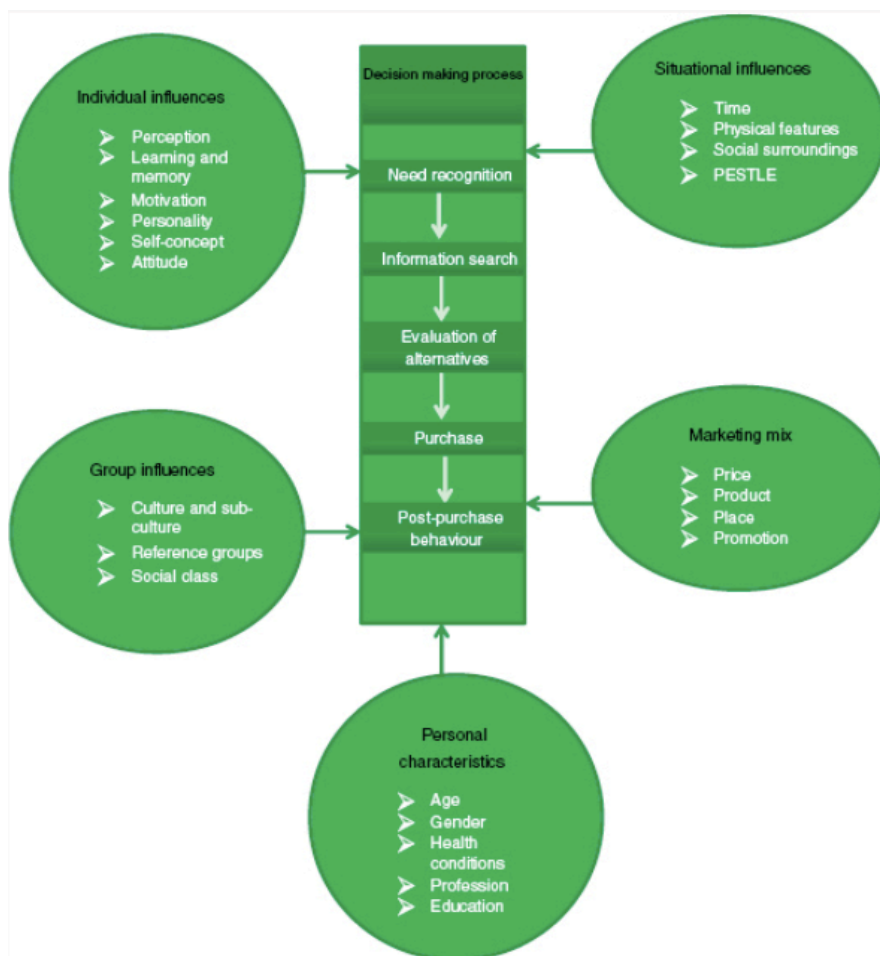 Individual influences
Perception
Learning and
memory
Motivation
Personality
Self-concept
Attitude
Decision making process
Need recognition
Information search
Evaluation of
alternatives
Purchase
Post-purchase
behaviour
Situational influences
Time
Physical features
Social surroundings
PESTLE
Group influences
Culture and sub-
culture
Reference groups
Social class
Marketing mix
Price
Product
Place
Promotion
Personal
characteristics
Age
Gender
Health
conditions
Profession
Education